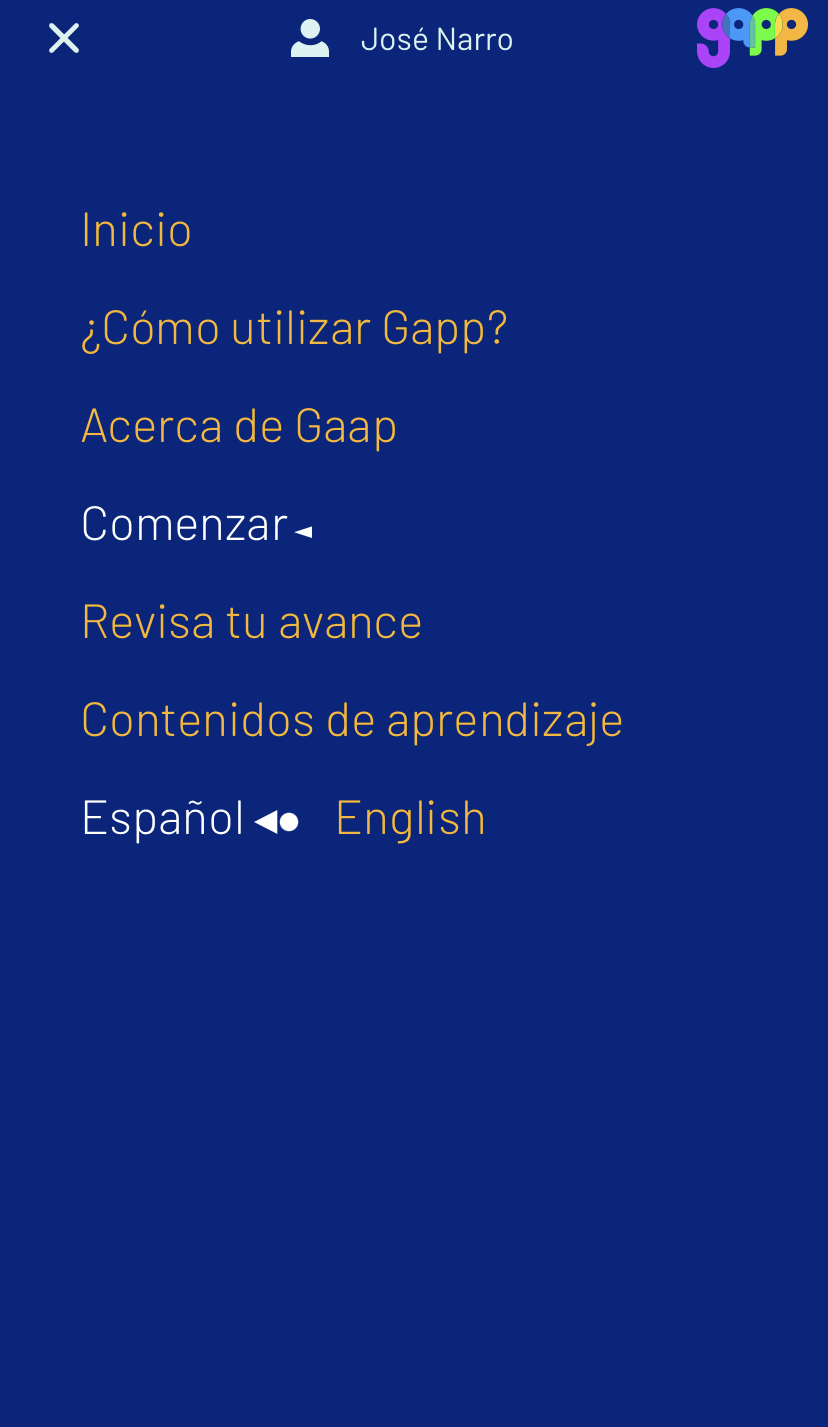 José Narro
gapp
Inicio
¿Cómo utilizar Gapp?
Acerca de Gaap
Comenzar
Revisa tu avance
Contenidos de aprendizaje
Español English